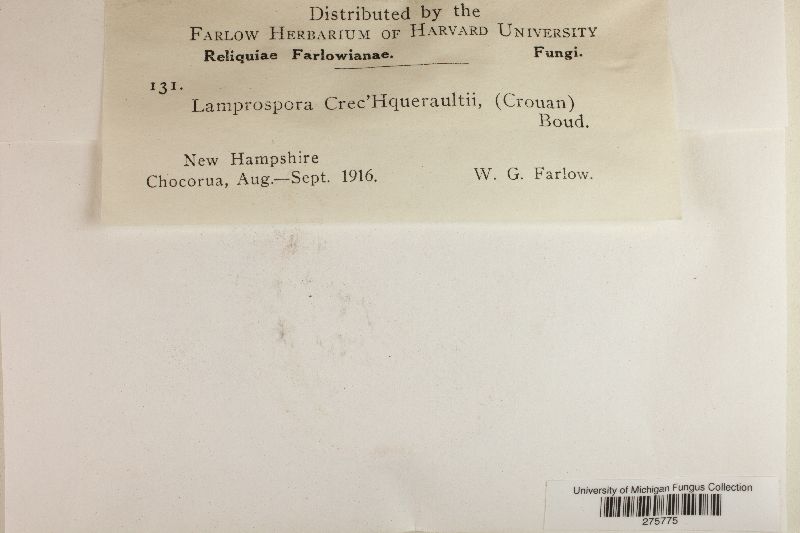 Distributed by the
Farlow Herbarium of Harvard University
Reliquiae Farlowianae. Fungi.
131.
Lamprospora Crec'Hqueraultii, (Crouan)
Boud.
New Hampshire
Chocorua, Aug.—Sept. 1916. W. G. Farlow.
University of Michigan Fungus Collection
275775